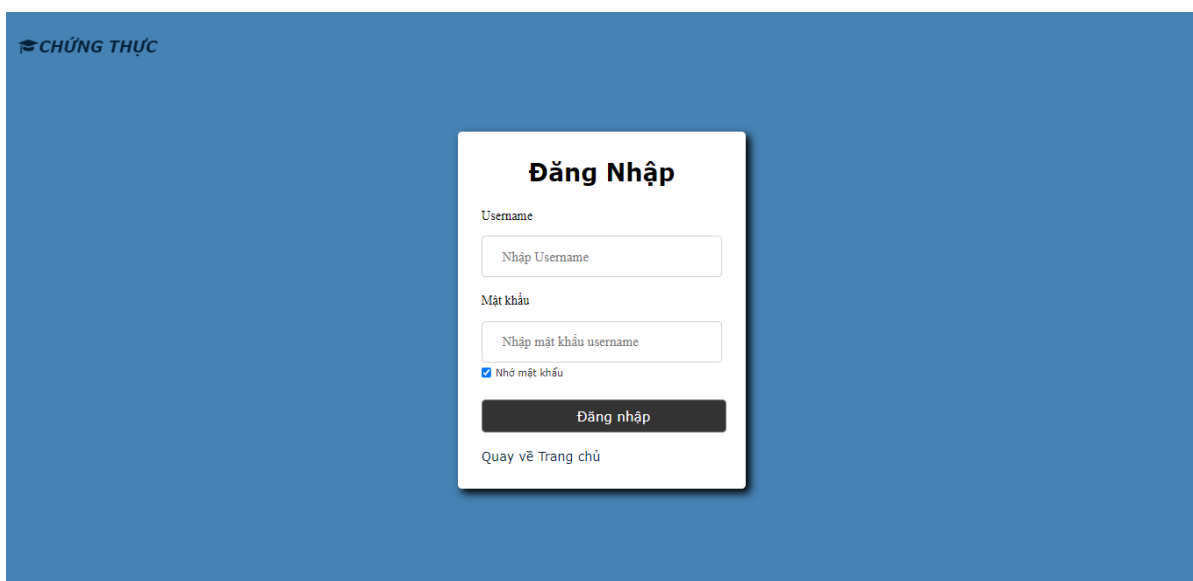 CHỨNG THỰC
Đăng Nhập
Username
Nhập Username
Mật khẩu
Nhập mật khẩu username
Nhớ mật khẩu
Đăng nhập
Quay về Trang chủ